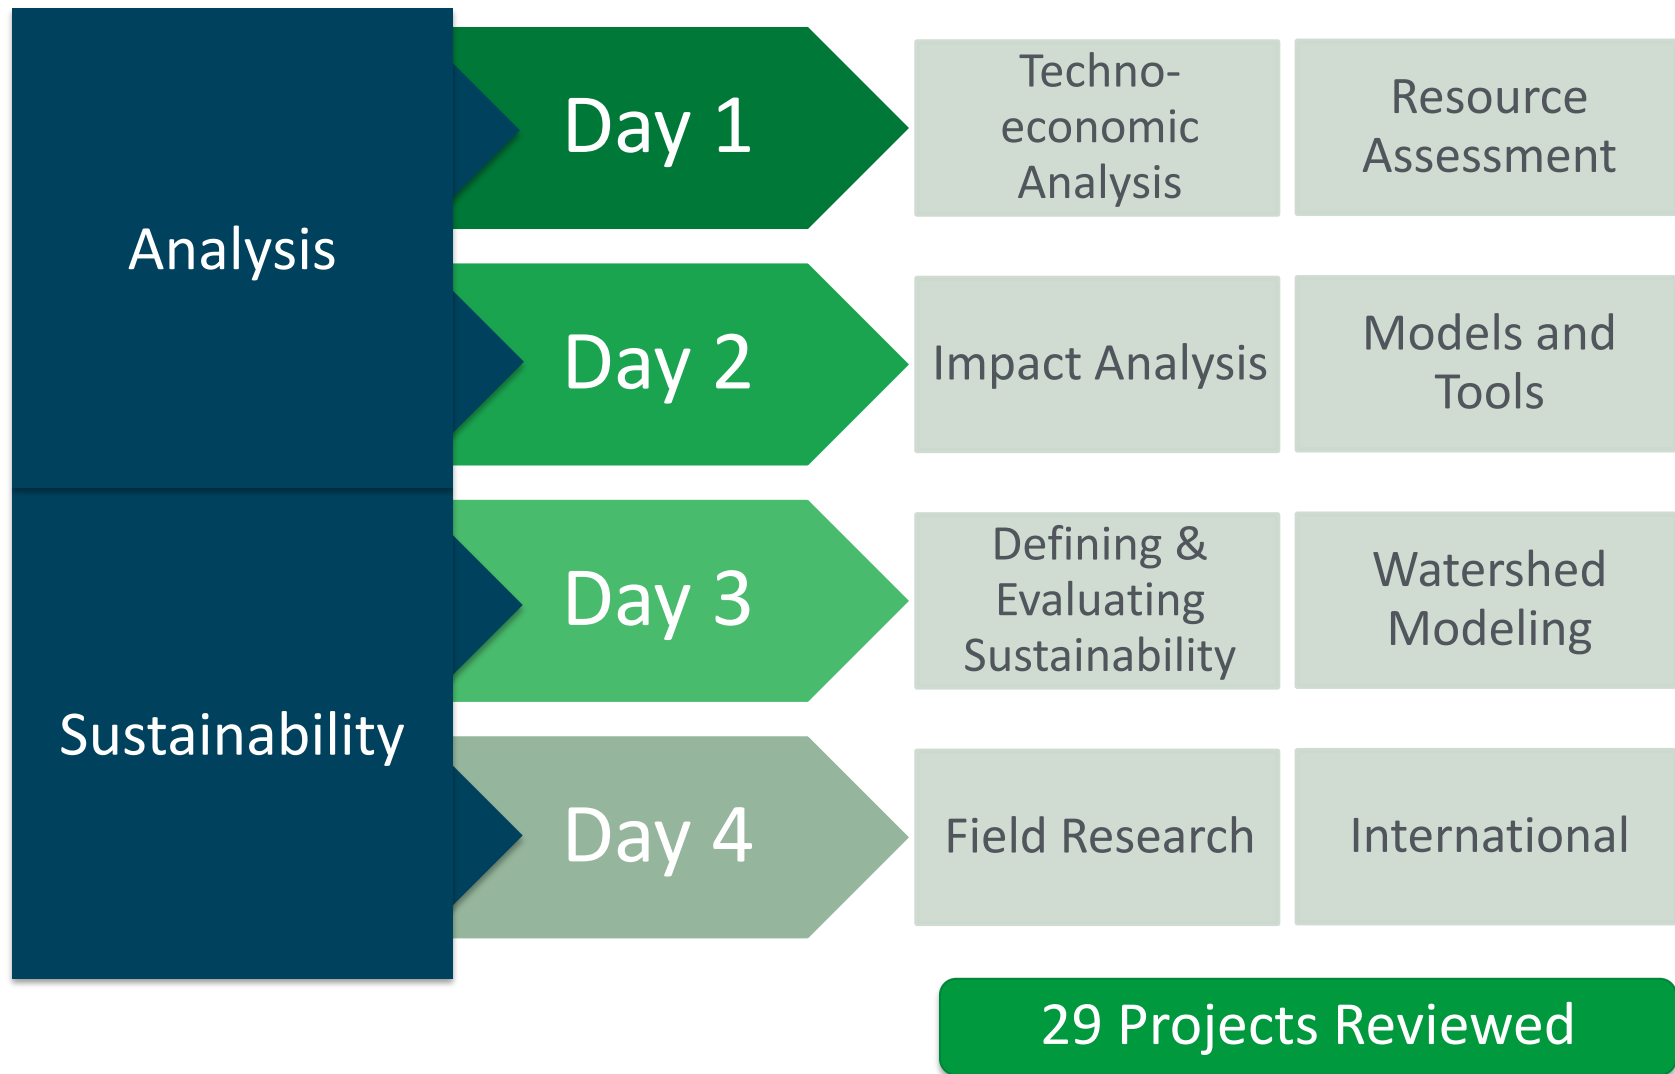 Analysis
Day 1
Techno-
economic
Analysis
Resource
Assessment
Day 2
Impact Analysis
Models and
Tools
Sustainability
Day 3
Defining &
Evaluating
Sustainability
Watershed
Modeling
Day 4
Field Research
International
29 Projects Reviewed